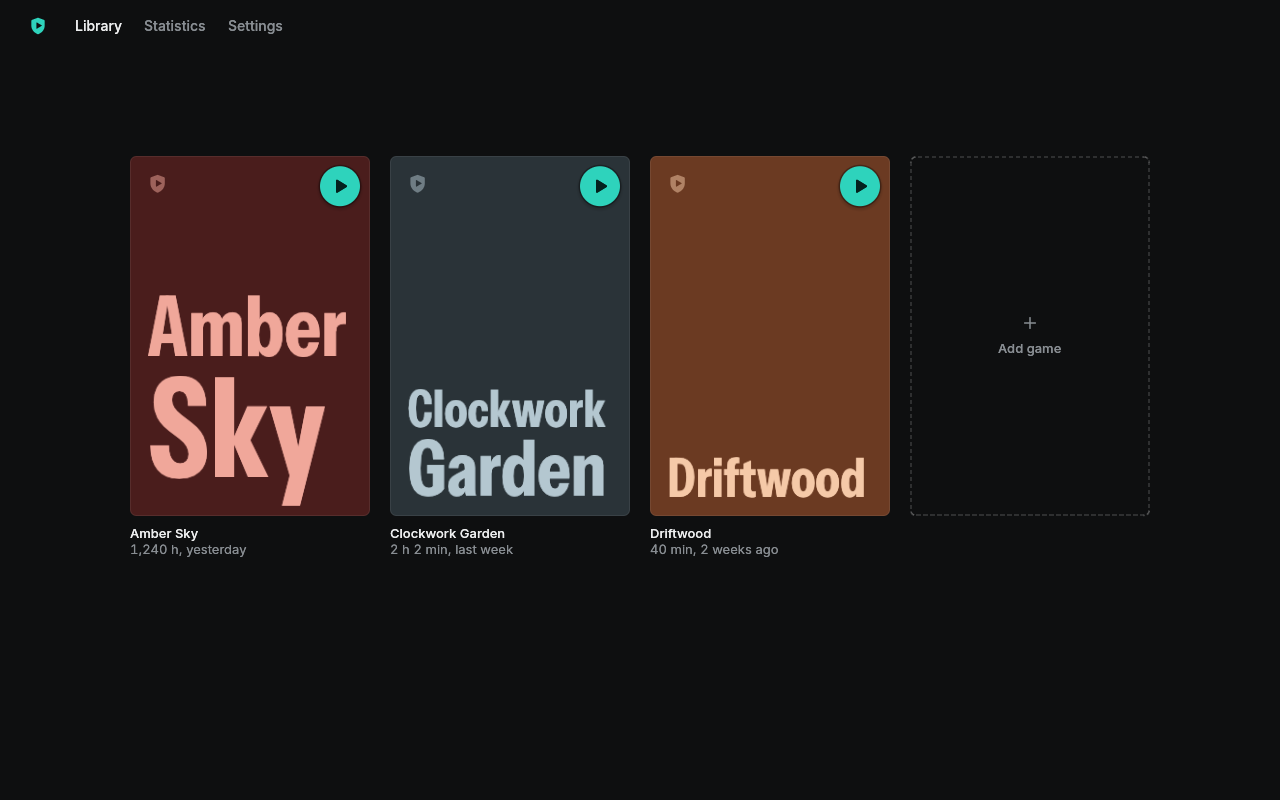 Library Statistics Settings
Amber
Sky
Clockwork
Garden
Driftwood
Add game
Amber Sky
1,240 h, yesterday
Clockwork Garden
2 h 2 min, last week
Driftwood
40 min, 2 weeks ago